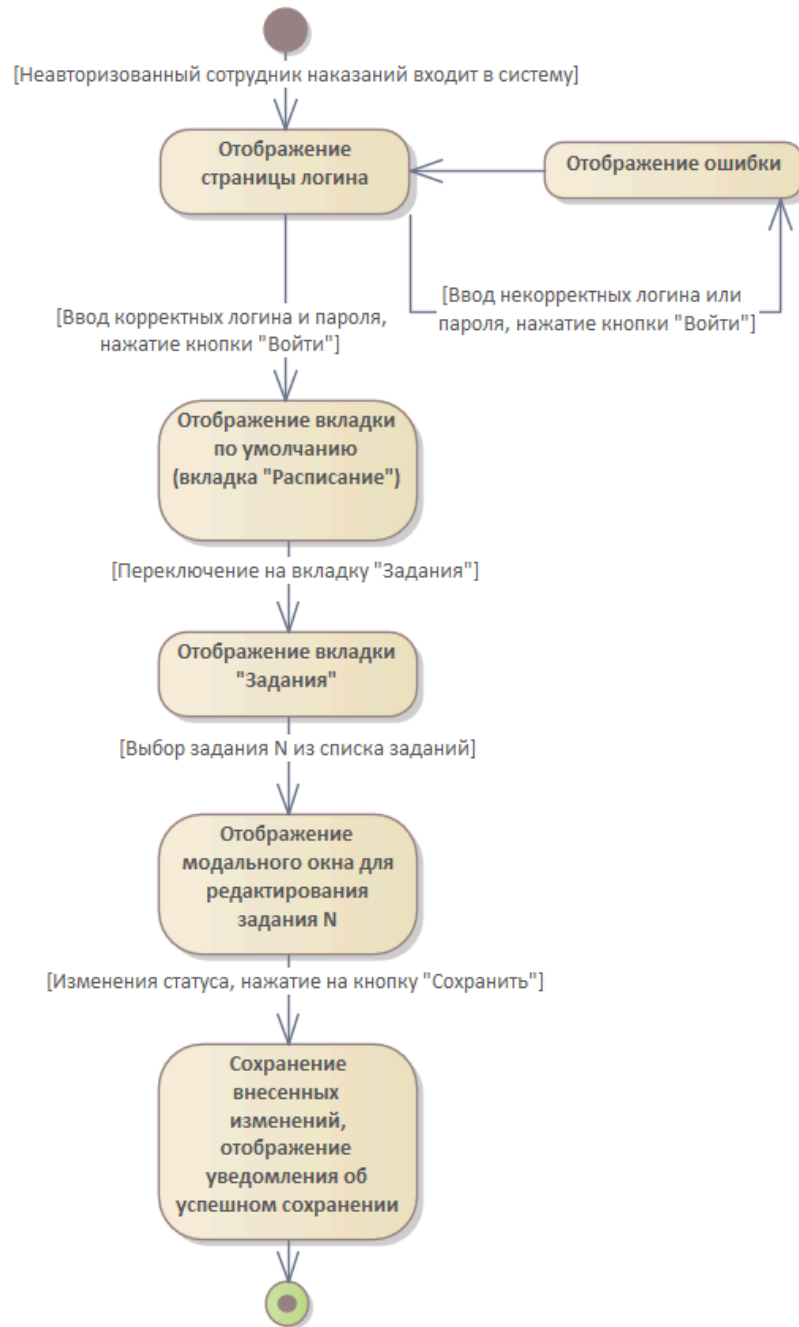 [Неавторизованный сотрудник наказаний входит в систему]
Отображение
страницы логина
Отображение ошибки
[Ввод некорректных логина или
пароля, нажатие кнопки "Войти"]
[Ввод корректных логина и пароля,
нажатие кнопки "Войти"]
Отображение вкладки
по умолчанию
(вкладка "Расписание")
[Переключение на вкладку "Задания"]
Отображение вкладки
"Задания"
[Выбор задания N из списка заданий]
Отображение
модального окна для
редактирования
задания N
[Изменения статуса, нажатие на кнопку "Сохранить"]
Сохранение
внесенных
изменений,
отображение
уведомления об
успешном сохранении